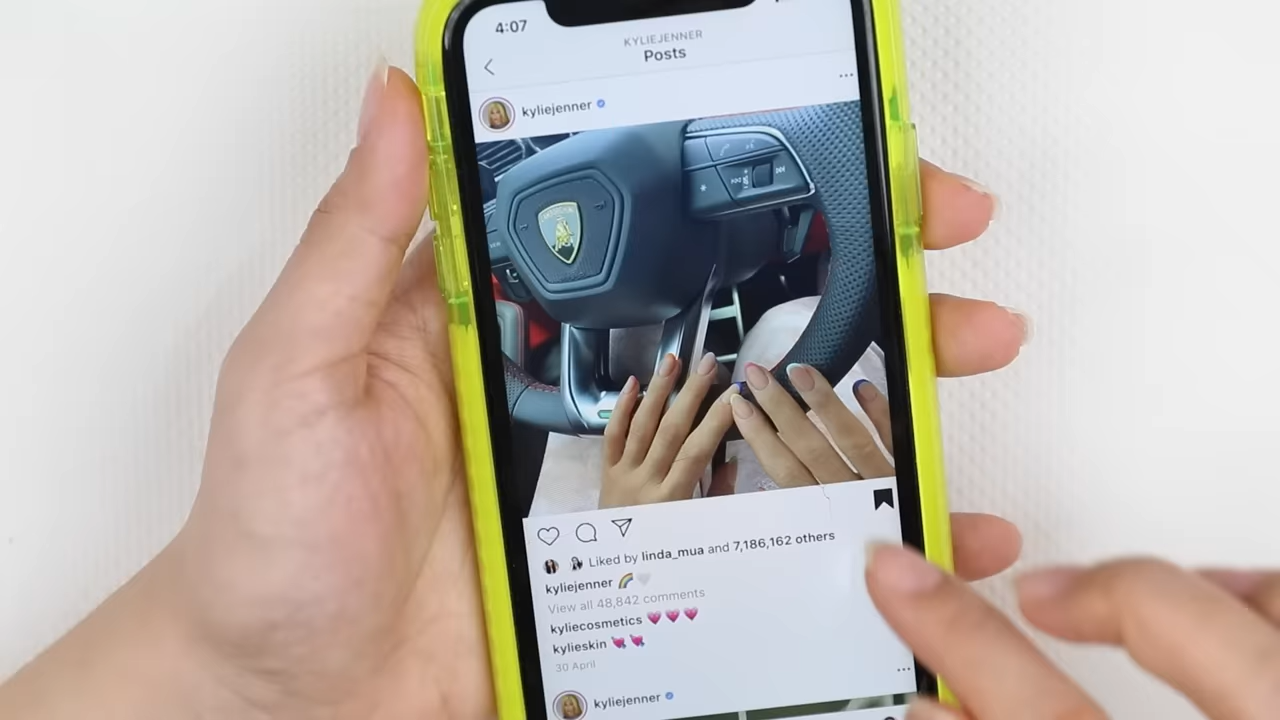 4:07
KYLIEJENNER
Posts
kyliejenner
Liked by linda_mua and 7,186,162 others
kyliejenner 🌈🤍
View all 48,842 comments
kyliecosmetics 💗💗💗
kylieskin 💘💘
30 April
kyliejenner